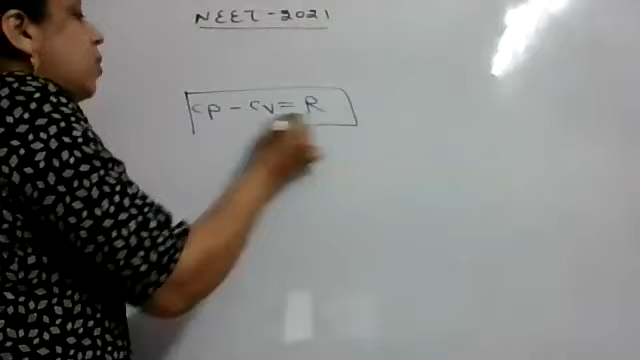 NEET-2021
CP - CV = R